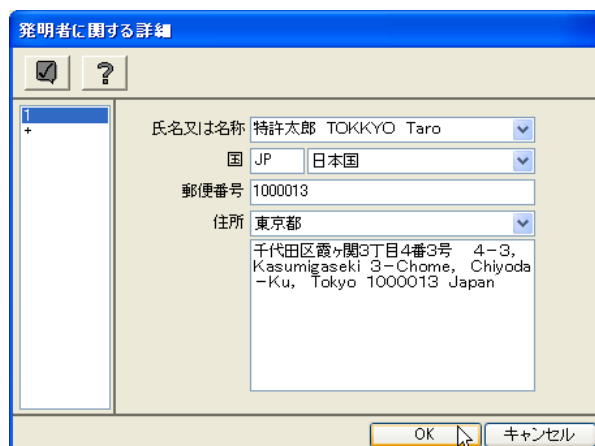 発明者に関する詳細
?
1
+
氏名又は名称 特許太郎 TOKKYO Taro
国 JP 日本国
郵便番号 1000013
住所 東京都
千代田区霞ヶ関3丁目4番3号 4-3,
Kasumigaseki 3-Chome, Chiyoda
-Ku, Tokyo 1000013 Japan
OK キャンセル